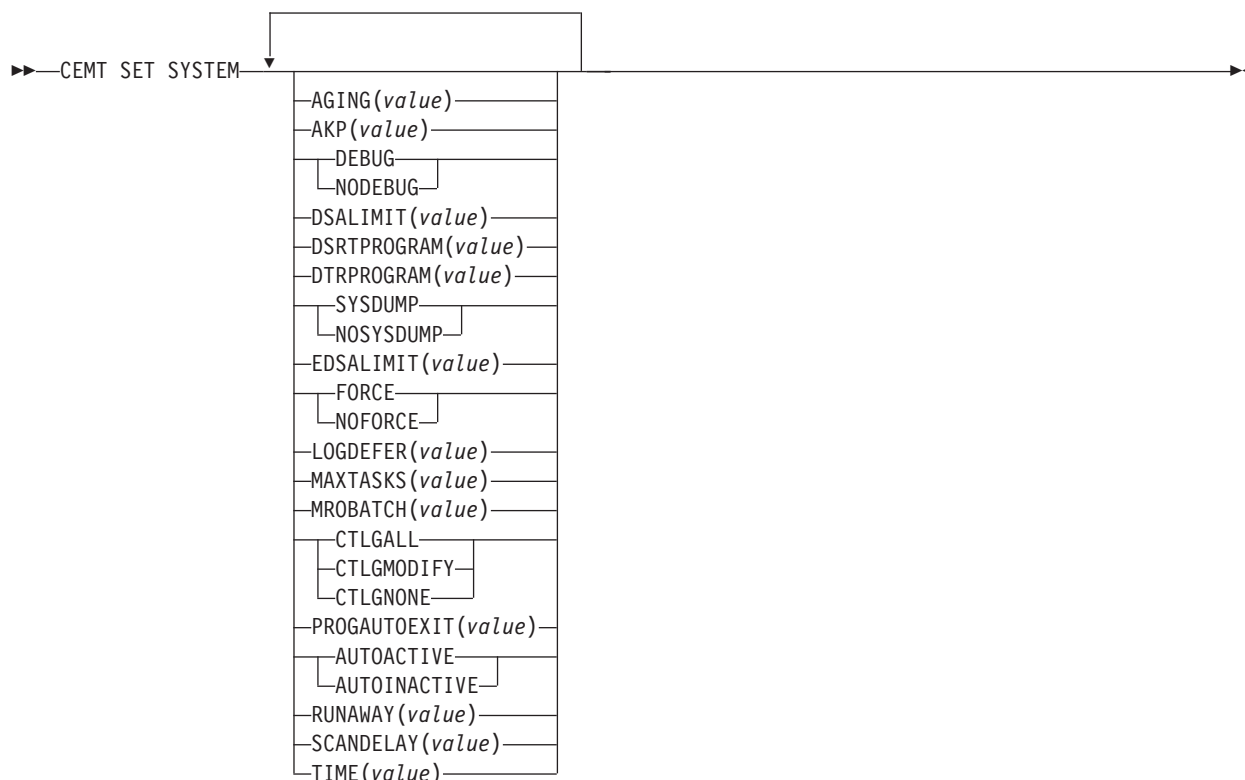 CEMT SET SYSTEM
AGING(value)
AKP(value)
DEBUG
NODEBUG
DSALIMIT(value)
DSRTPROGRAM(value)
DTRPROGRAM(value)
SYSDUMP
NOSYSDUMP
EDSALIMIT(value)
FORCE
NOFORCE
LOGDEFER(value)
MAXTASKS(value)
MROBATCH(value)
CTLGALL
CTLGMODIFY
CTLGNONE
PROGAUTOEXIT(value)
AUTOACTIVE
AUTOINACTIVE
RUNAWAY(value)
SCANDELAY(value)
TIME(value)